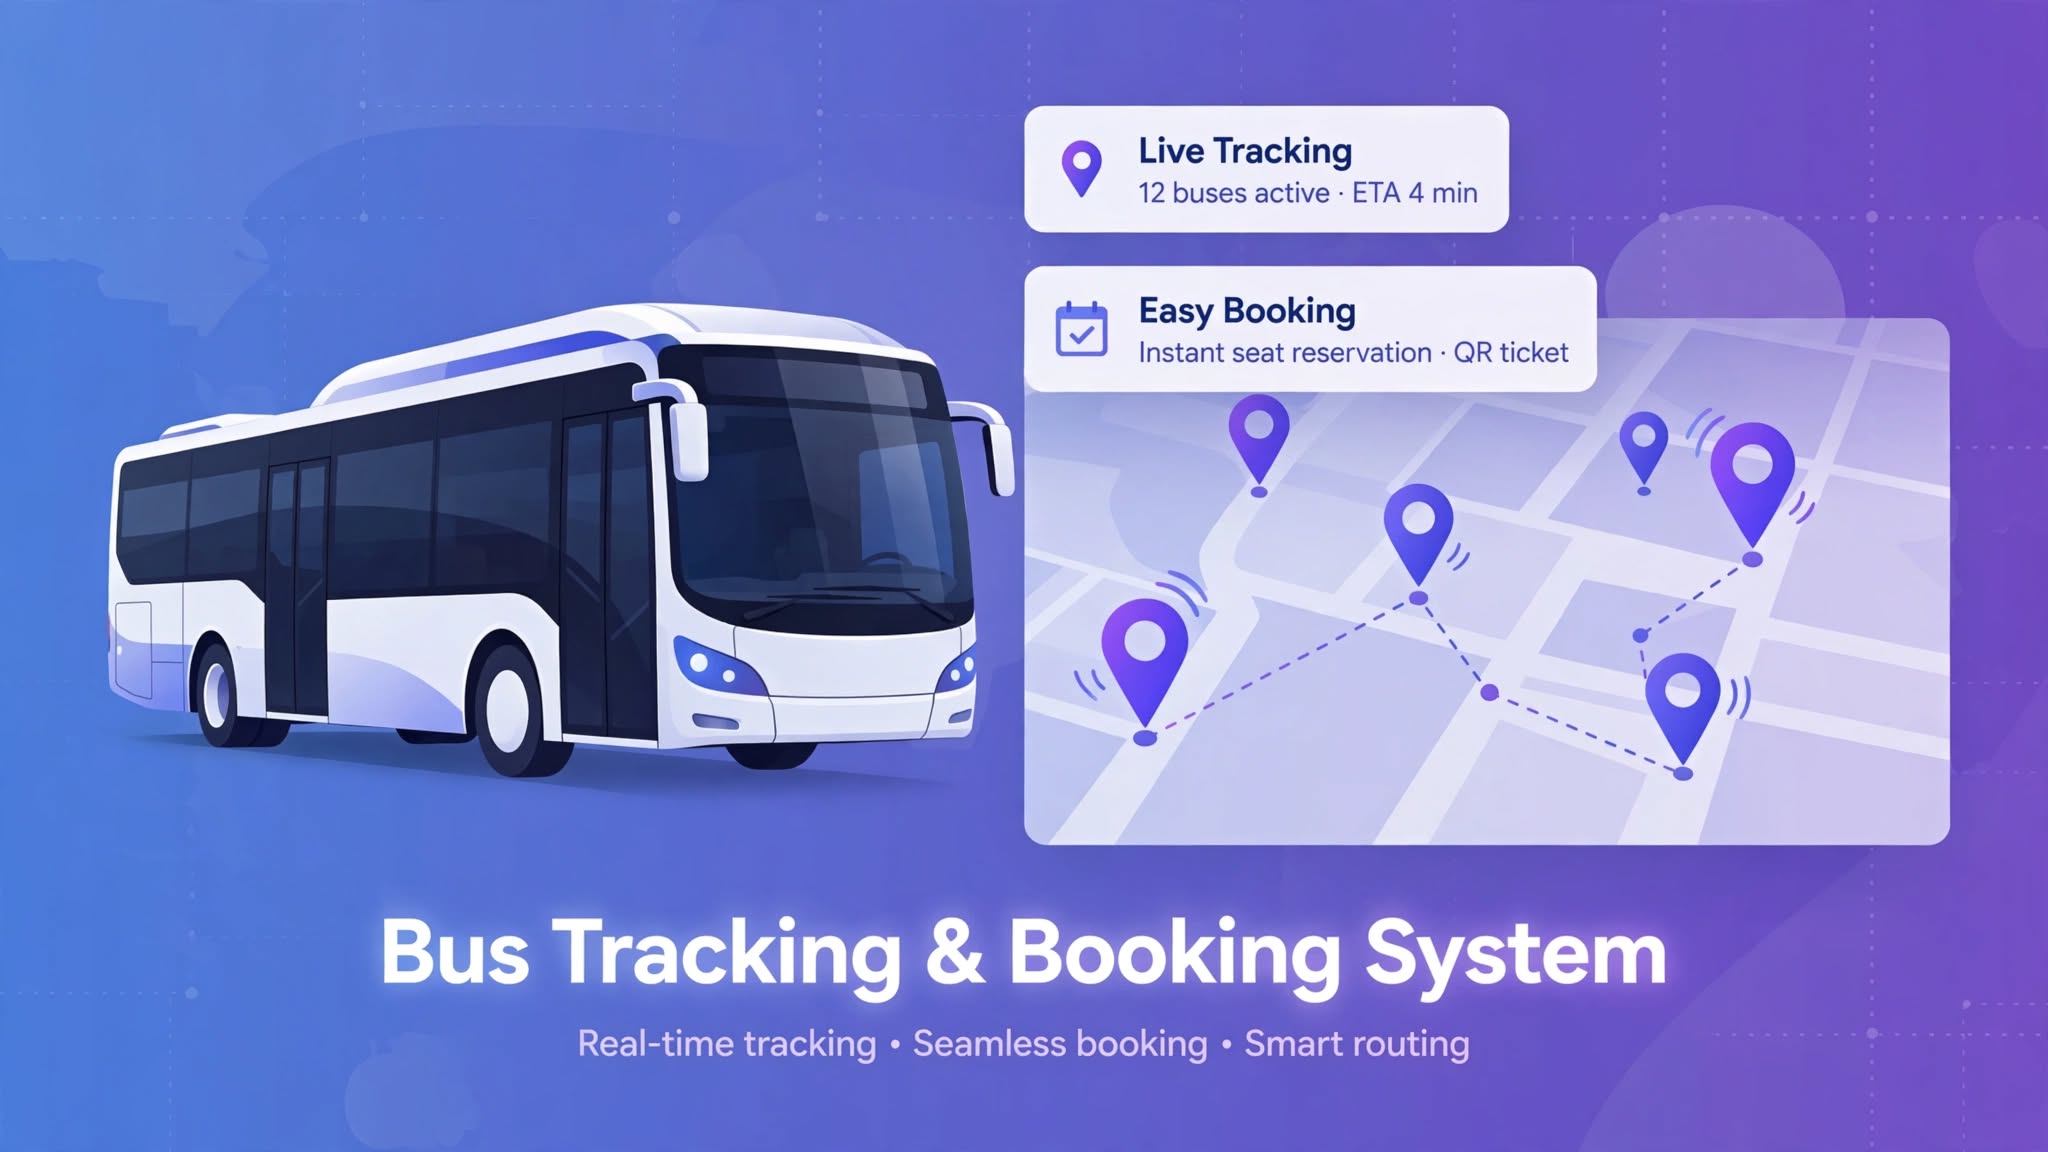 Live Tracking
12 buses active · ETA 4 min
Easy Booking
Instant seat reservation · QR ticket
Bus Tracking & Booking System
Real-time tracking • Seamless booking • Smart routing